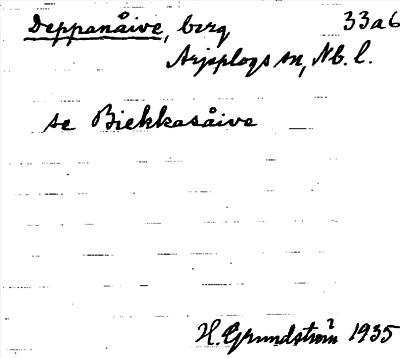 Deppanåive, berg 33a6
Arjeplogs sn, Nb. l.
se Biekkasåive
H. Grundström 1935